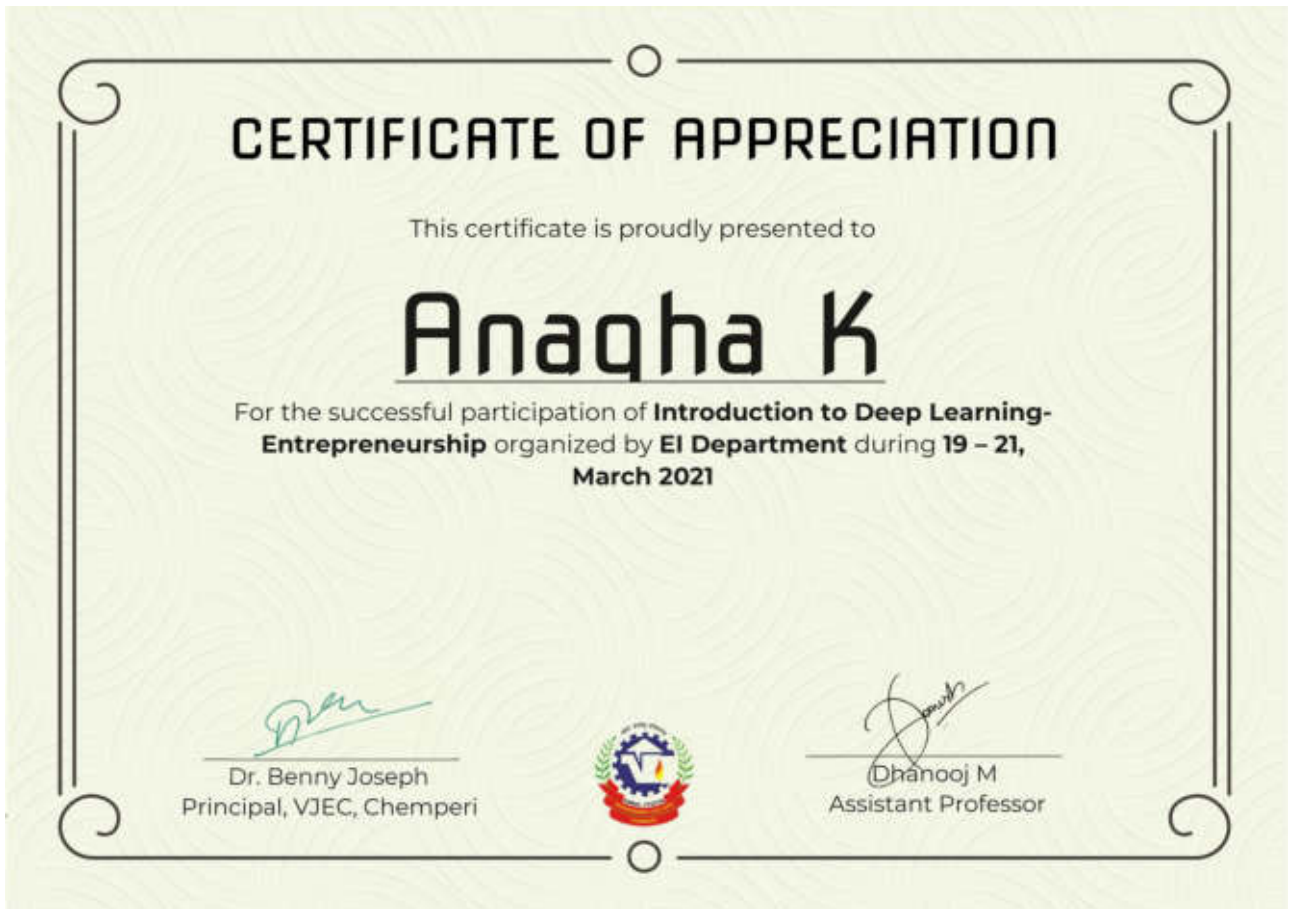 CERTIFICATE OF APPRECIATION
This certificate is proudly presented to
Anagha K
For the successful participation of Introduction to Deep Learning-
Entrepreneurship organized by EI Department during 19 – 21,
March 2021
Dr. Benny Joseph
Principal, VJEC, Chemperi
Dhanooj M
Assistant Professor